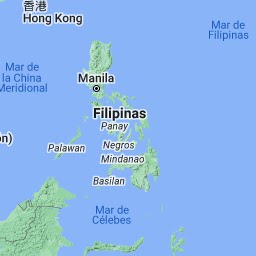 香港
Hong Kong
Mar de
Filipinas
Mar de
la China
Meridional
Manila
Filipinas
Panay
ón)
Negros
Palawan
Mindanao
Basilan
Mar de
Célebes